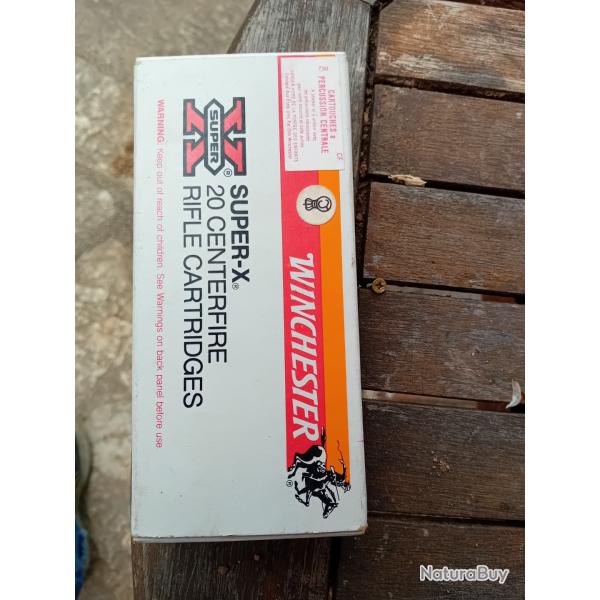 CARTOUCHES à
PERCUSSION CENTRALE
WINCHESTER
®
SUPER
®
SUPER-X®
20 CENTERFIRE
RIFLE CARTRIDGES
WARNING: Keep out of reach of children. See Warnings on back panel before use
NaturaBuy